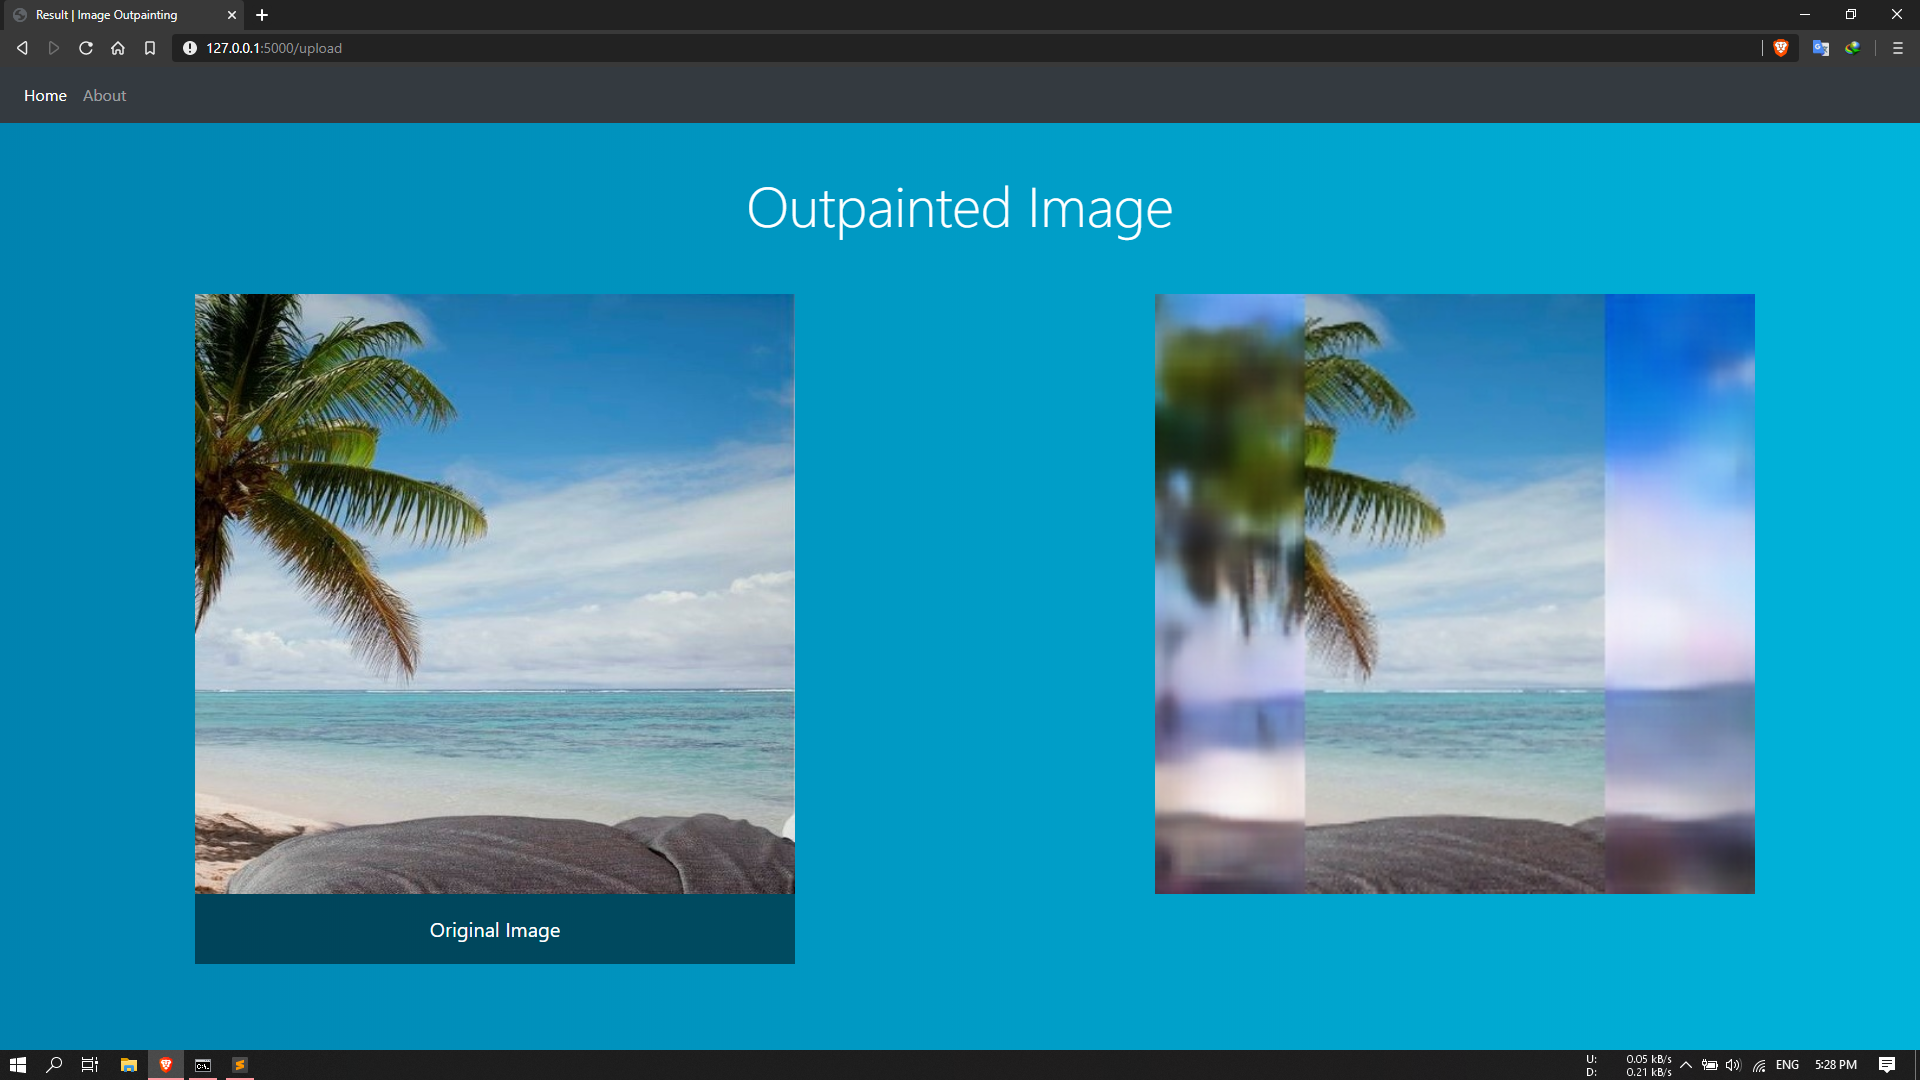 Result | Image Outpainting
127.0.0.1:5000/upload
Home
About
Outpainted Image
Original Image
U: 0.05 kB/s
D: 0.21 kB/s
ENG
5:28 PM